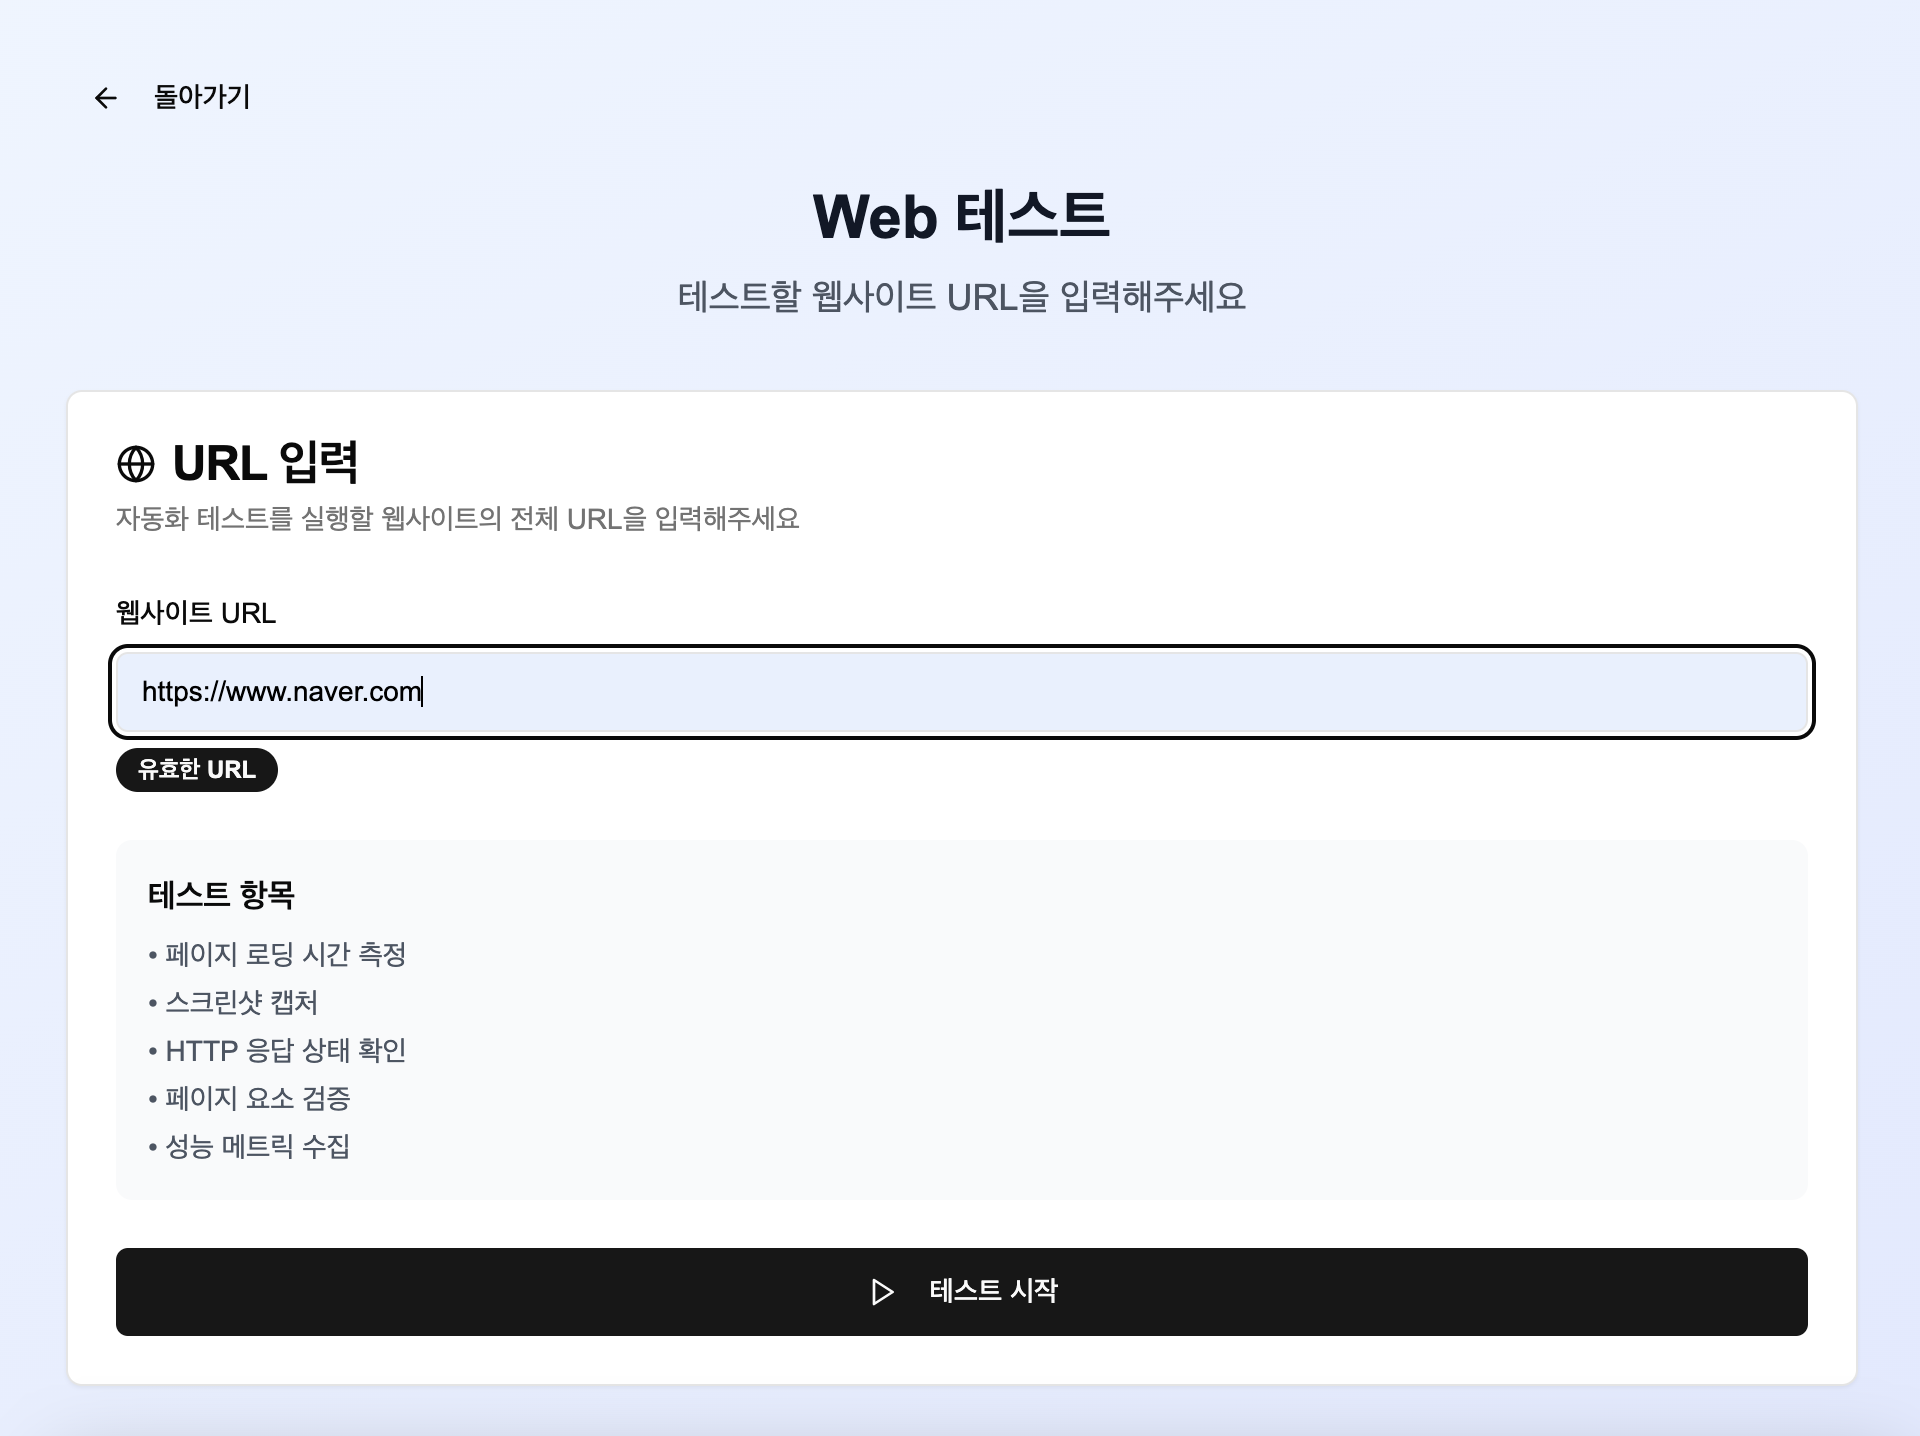 돌아가기
Web 테스트
테스트할 웹사이트 URL을 입력해주세요
URL 입력
자동화 테스트를 실행할 웹사이트의 전체 URL을 입력해주세요
웹사이트 URL
https://www.naver.com
유효한 URL
테스트 항목
• 페이지 로딩 시간 측정
• 스크린샷 캡처
• HTTP 응답 상태 확인
• 페이지 요소 검증
• 성능 메트릭 수집
테스트 시작